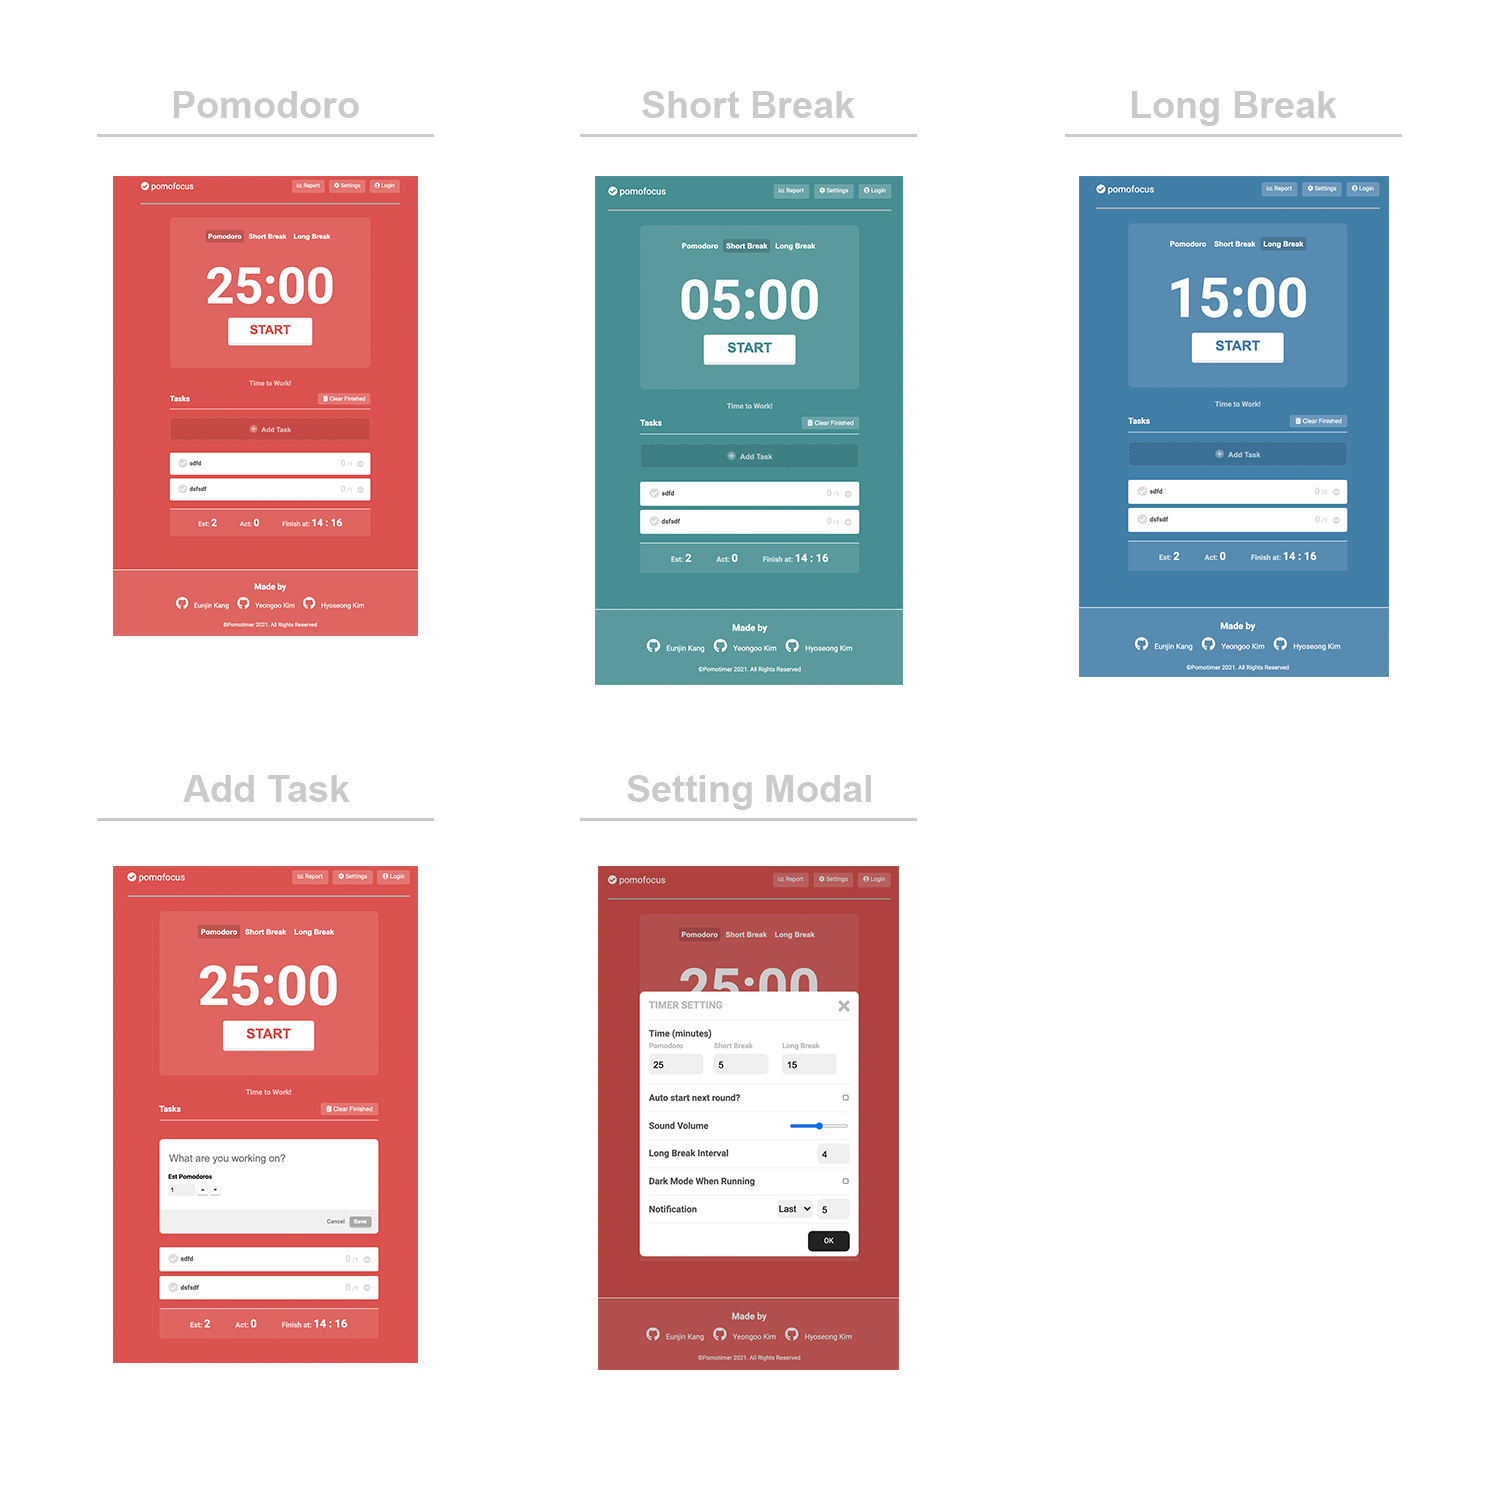 Pomodoro
pomofocus
Report Settings Login
Pomodoro Short Break Long Break
25:00
START
Time to Work!
Tasks Clear Finished
Add Task
sdfd 0 /1
dsfsdf 0 /1
Est: 2 Act: 0 Finish at: 14 : 16
Made by
Eunjin Kang Yeongoo Kim Hyoseong Kim
©Pomotimer 2021. All Rights Reserved
Short Break
pomofocus
Report Settings Login
Pomodoro Short Break Long Break
05:00
START
Time to Work!
Tasks Clear Finished
Add Task
sdfd 0 /1
dsfsdf 0 /1
Est: 2 Act: 0 Finish at: 14 : 16
Made by
Eunjin Kang Yeongoo Kim Hyoseong Kim
©Pomotimer 2021. All Rights Reserved
Long Break
pomofocus
Report Settings Login
Pomodoro Short Break Long Break
15:00
START
Time to Work!
Tasks Clear Finished
Add Task
sdfd 0 /1
dsfsdf 0 /1
Est: 2 Act: 0 Finish at: 14 : 16
Made by
Eunjin Kang Yeongoo Kim Hyoseong Kim
©Pomotimer 2021. All Rights Reserved
Add Task
pomofocus
Report Settings Login
Pomodoro Short Break Long Break
25:00
START
Time to Work!
Tasks Clear Finished
What are you working on?
Est Pomodoros
1
Cancel Save
sdfd 0 /1
dsfsdf 0 /1
Est: 2 Act: 0 Finish at: 14 : 16
Setting Modal
pomofocus
Report Settings Login
Pomodoro Short Break Long Break
25:00
TIMER SETTING
Time (minutes)
Pomodoro Short Break Long Break
25 5 15
Auto start next round?
Sound Volume
Long Break Interval 4
Dark Mode When Running
Notification Last 5
OK
Made by
Eunjin Kang Yeongoo Kim Hyoseong Kim
©Pomotimer 2021. All Rights Reserved